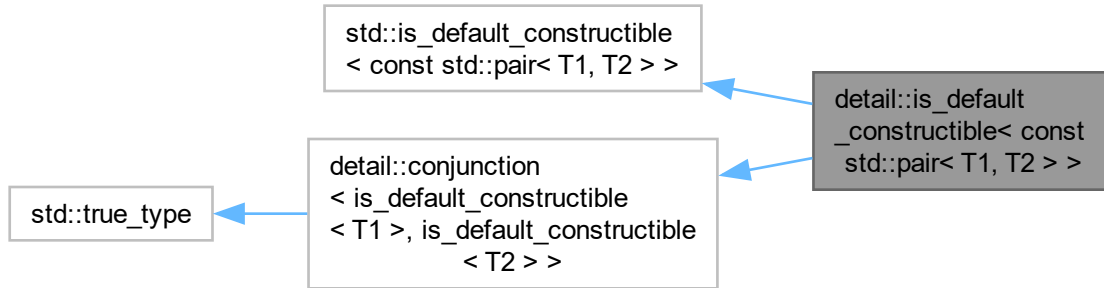 std::is_default_constructible
< const std::pair< T1, T2 > >
detail::is_default
_constructible< const
std::pair< T1, T2 > >
detail::conjunction
< is_default_constructible
< T1 >, is_default_constructible
< T2 > >
std::true_type